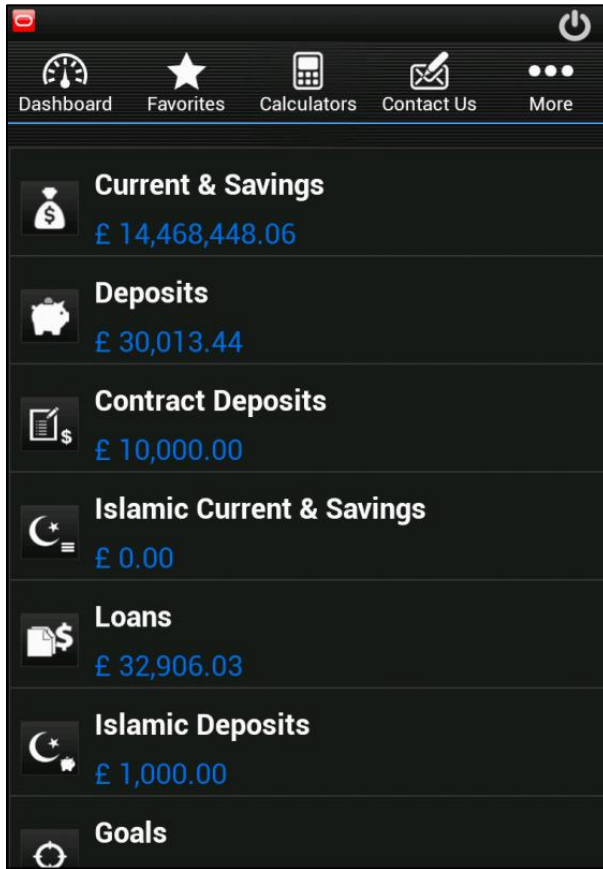 Dashboard Favorites Calculators Contact Us More
Current & Savings
£ 14,468,448.06
Deposits
£ 30,013.44
Contract Deposits
£ 10,000.00
Islamic Current & Savings
£ 0.00
Loans
£ 32,906.03
Islamic Deposits
£ 1,000.00
Goals